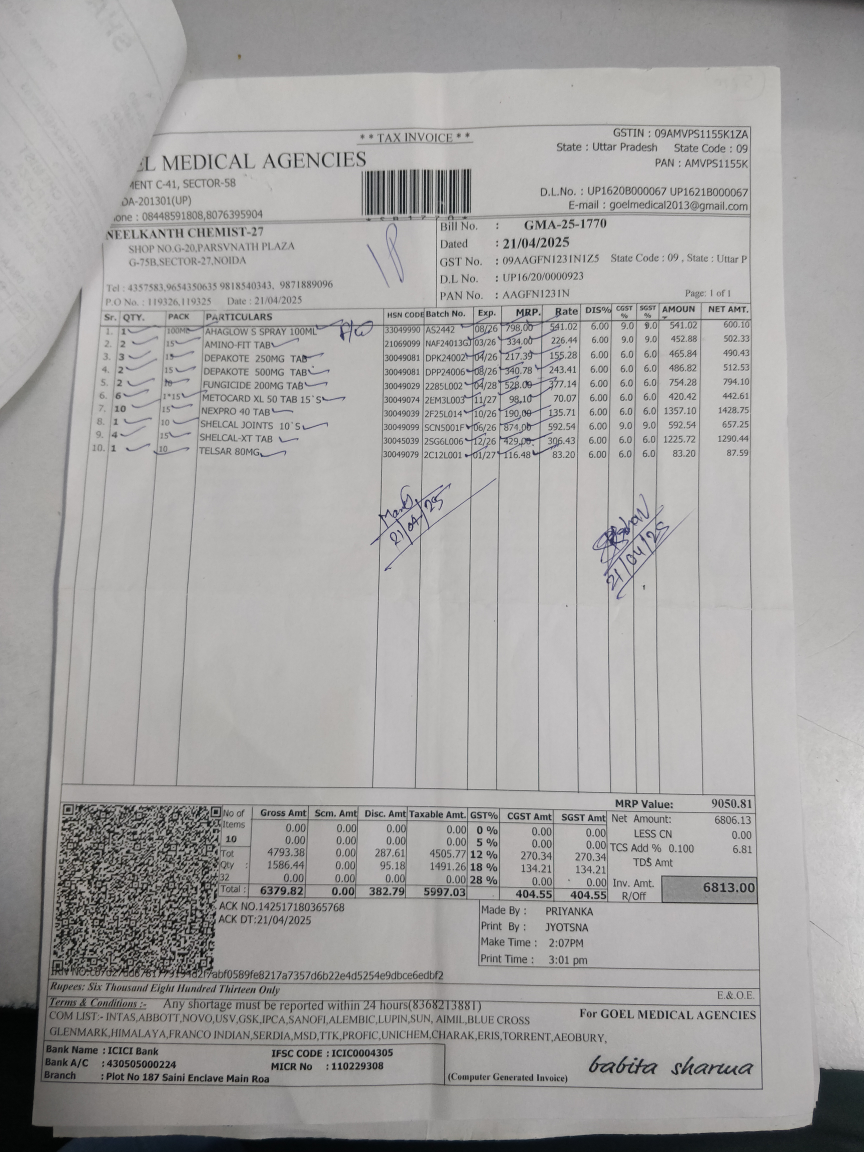 * * TAX INVOICE * *
GSTIN : 09AMVPS1155K1ZA
State : Uttar Pradesh State Code : 09
PAN : AMVPS1155K
EL MEDICAL AGENCIES
MENT C-41, SECTOR-58
DA-201301(UP)
one : 08448591808,8076395904
D.L.No. : UP1620B000067 UP1621B000067
E-mail : goelmedical2013@gmail.com
NEELKANTH CHEMIST-27
SHOP NO.G-20,PARSVNATH PLAZA
G-75B,SECTOR-27,NOIDA
Tel : 4357583,9654350635 9818540343, 9871889096
P.O No. : 119326,119325 Date : 21/04/2025
18
Bill No. : GMA-25-1770
Dated : 21/04/2025
GST No. : 09AAGFN1231N1Z5 State Code : 09 , State : Uttar P
D.L No. : UP16/20/0000923
PAN No. : AAGFN1231N Page: 1 of 1
Sr. QTY. PACK PARTICULARS HSN CODE Batch No. Exp. MRP. Rate DIS% CGST % SGST % AMOUN NET AMT.
1. 1 100ML AHAGLOW S SPRAY 100ML 33049990 AS2442 08/26 798.00 541.02 6.00 9.0 9.0 541.02 600.10
2. 2 15 AMINO-FIT TAB 21069099 NAF24013G 03/26 334.00 226.44 6.00 9.0 9.0 452.88 502.33
3. 3 15 DEPAKOTE 250MG TAB 30049081 DPK24002 04/26 217.39 155.28 6.00 6.0 6.0 465.84 490.43
4. 2 15 DEPAKOTE 500MG TAB 30049081 DPP24006 08/26 340.78 243.41 6.00 6.0 6.0 486.82 512.53
5. 2 10 FUNGICIDE 200MG TAB 30049029 2285L002 04/28 528.00 377.14 6.00 6.0 6.0 754.28 794.10
6. 6 1*15 METOCARD XL 50 TAB 15`S 30049074 2EM3L003 11/27 98.10 70.07 6.00 6.0 6.0 420.42 442.61
7. 10 15 NEXPRO 40 TAB 30049039 2F25L014 10/26 190.00 135.71 6.00 6.0 6.0 1357.10 1428.75
8. 1 10 SHELCAL JOINTS 10`S 30049099 SCN5001F 06/26 874.00 592.54 6.00 9.0 9.0 592.54 657.25
9. 4 15 SHELCAL-XT TAB 30045039 2SG6L006 12/26 429.00 306.43 6.00 6.0 6.0 1225.72 1290.44
10. 1 10 TELSAR 80MG 30049079 2C12L001 01/27 116.48 83.20 6.00 6.0 6.0 83.20 87.59
21/04/25
21/04/25
MRP Value: 9050.81
No of Items 10 Tot Qty : 32
Gross Amt Scm. Amt Disc. Amt Taxable Amt. GST% CGST Amt SGST Amt
0.00 0.00 0.00 0.00 0 % 0.00 0.00
0.00 0.00 0.00 0.00 5 % 0.00 0.00
4793.38 0.00 287.61 4505.77 12 % 270.34 270.34
1586.44 0.00 95.18 1491.26 18 % 134.21 134.21
0.00 0.00 0.00 0.00 28 % 0.00 0.00
Total : 6379.82 0.00 382.79 5997.03 404.55 404.55
Net Amount: 6806.13
LESS CN 0.00
TCS Add % 0.100 6.81
TDS Amt
Inv. Amt. R/Off 6813.00
ACK NO.142517180365768
ACK DT:21/04/2025
Made By : PRIYANKA
Print By : JYOTSNA
Make Time : 2:07PM
Print Time : 3:01 pm
Rupees: Six Thousand Eight Hundred Thirteen Only
E.& O.E.
Terms & Conditions :- Any shortage must be reported within 24 hours(8368213881)
COM LIST:- INTAS,ABBOTT,NOVO,USV,GSK,IPCA,SANOFI,ALEMBIC,LUPIN,SUN, AIMIL,BLUE CROSS
GLENMARK,HIMALAYA,FRANCO INDIAN,SERDIA,MSD,TTK,PROFIC,UNICHEM,CHARAK,ERIS,TORRENT,AEOBURY,
For GOEL MEDICAL AGENCIES
Bank Name : ICICI Bank IFSC CODE : ICIC0004305
Bank A/C : 430505000224 MICR No : 110229308
Branch : Plot No 187 Saini Enclave Main Roa
(Computer Generated Invoice)
babita sharma